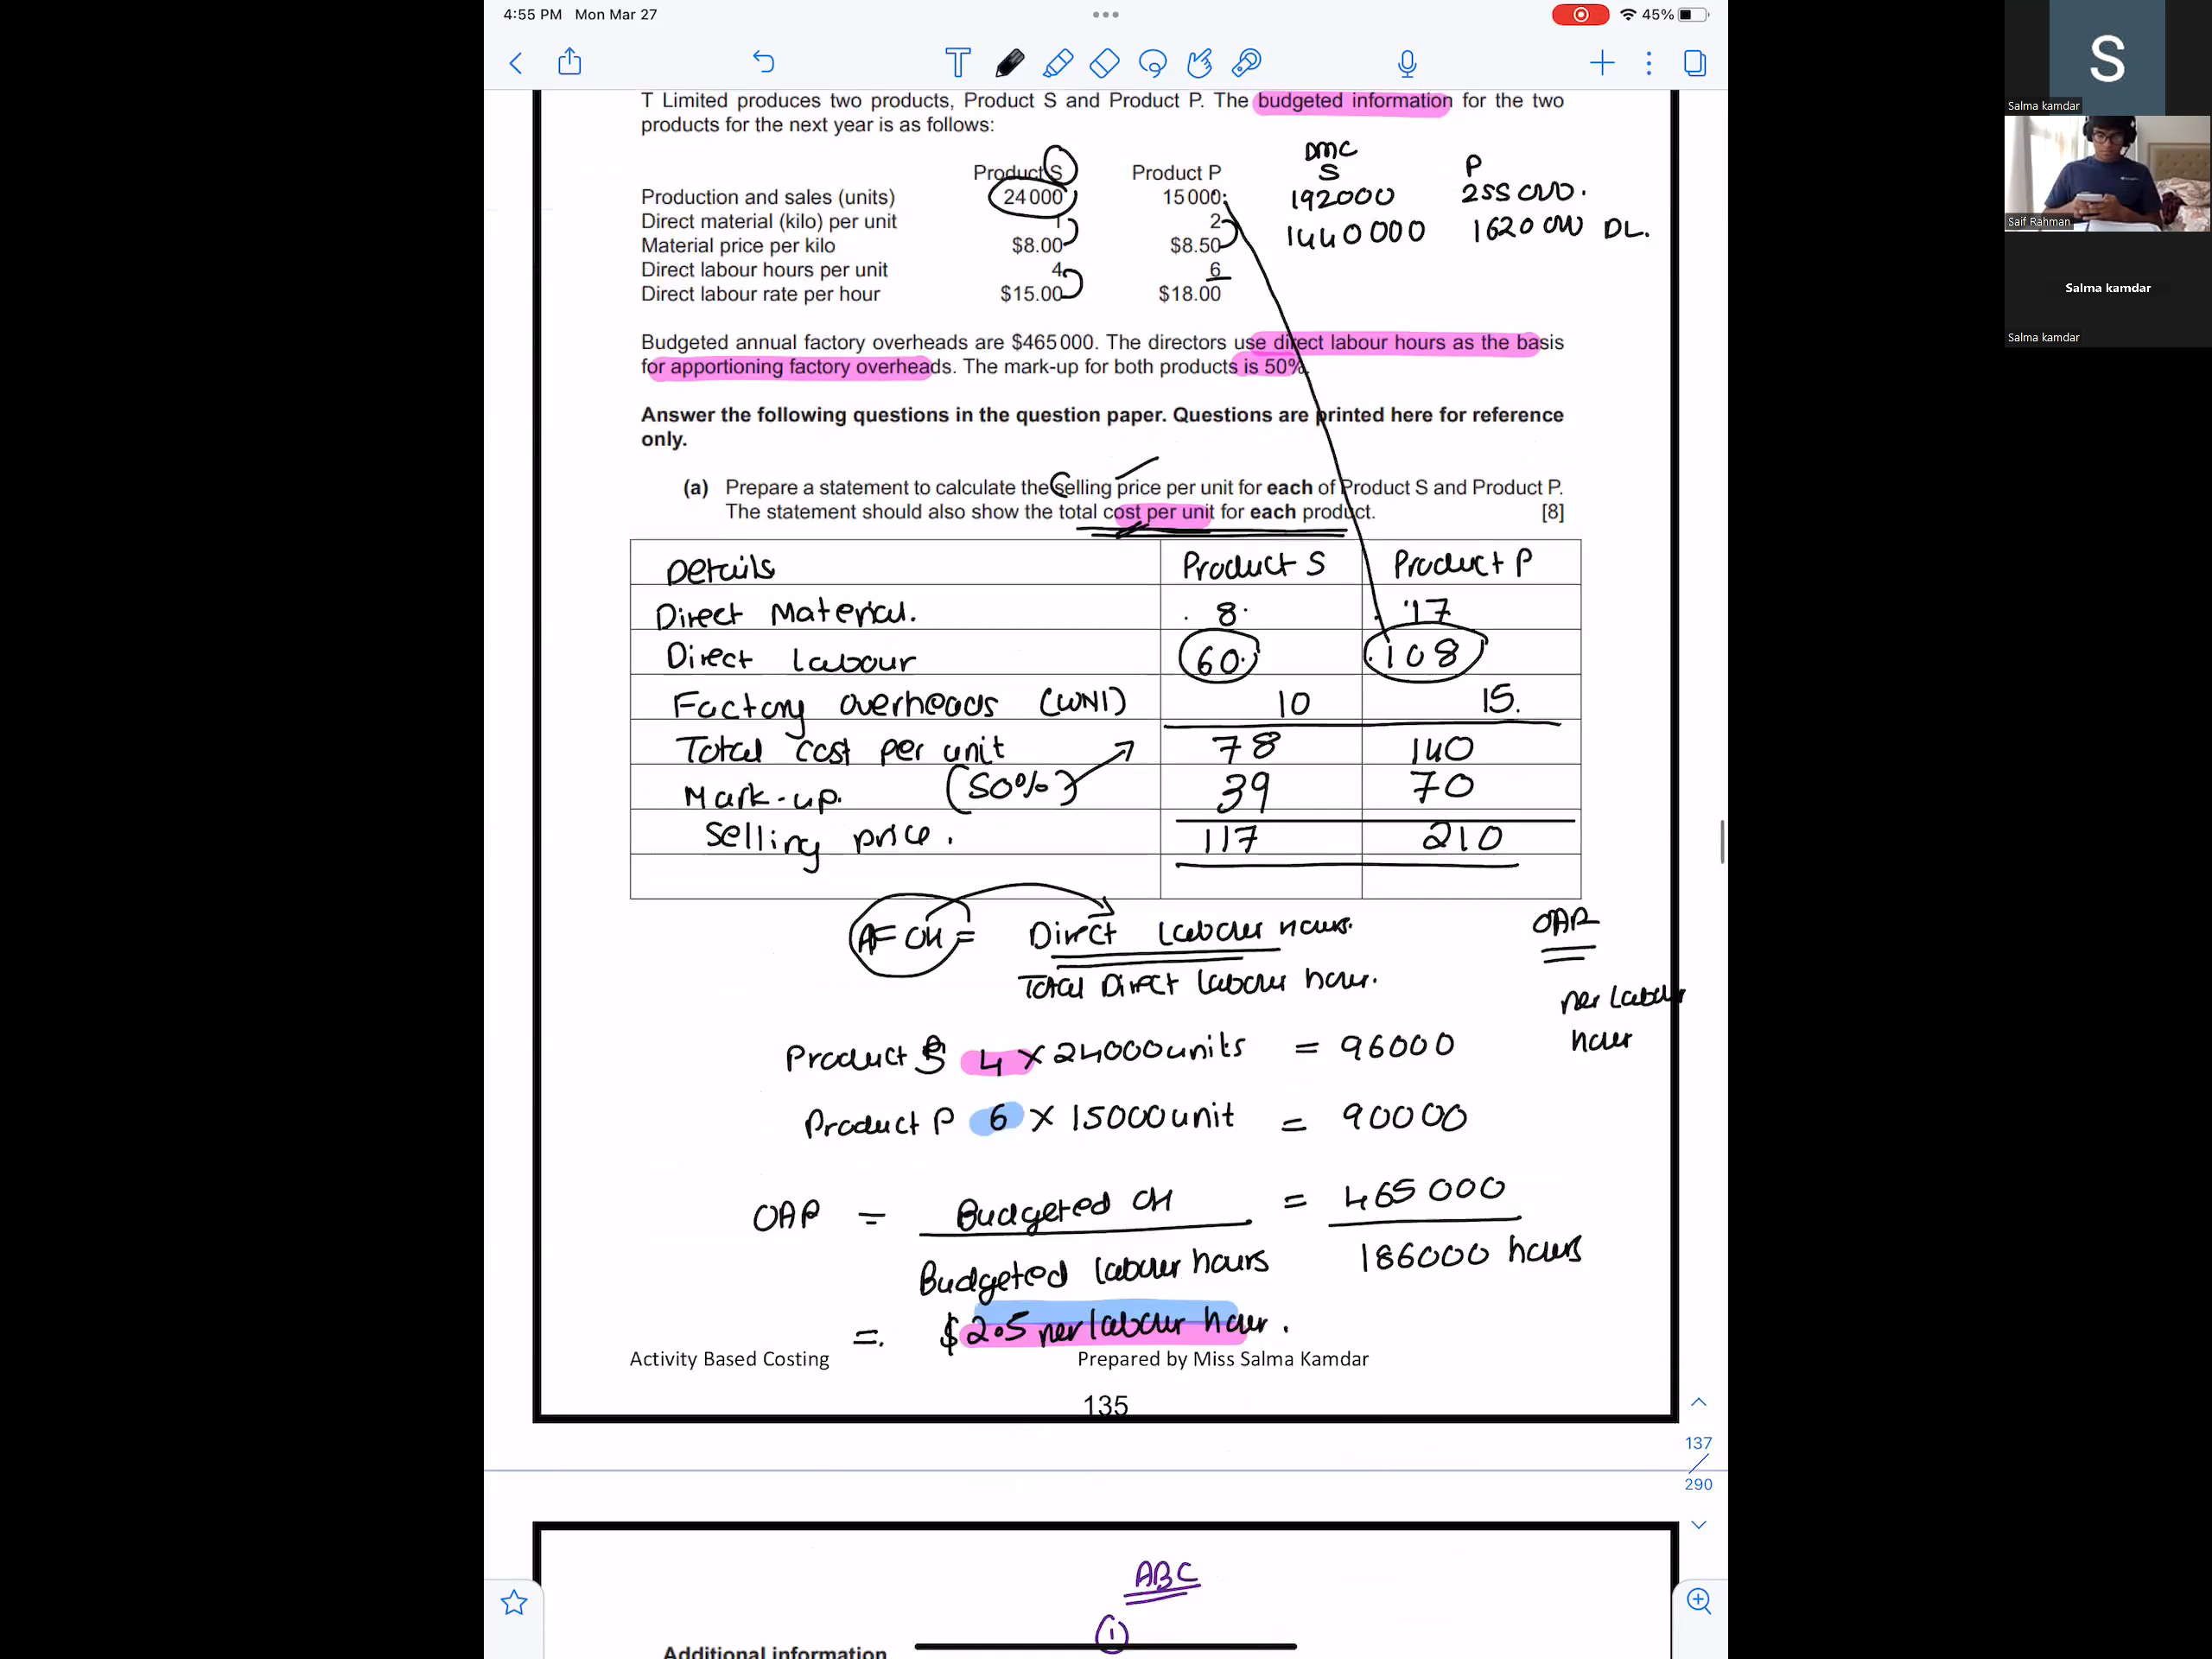 4:55 PM Mon Mar 27
45%
T Limited produces two products, Product S and Product P. The budgeted information for the two
products for the next year is as follows:
Product S Product P
Production and sales (units) 24 000 15 000
Direct material (kilo) per unit 1 2
Material price per kilo $8.00 $8.50
Direct labour hours per unit 4 6
Direct labour rate per hour $15.00 $18.00
DMC
S P
192000 255 000.
1440 000 1620 000 DL.
Budgeted annual factory overheads are $465 000. The directors use direct labour hours as the basis
for apportioning factory overheads. The mark-up for both products is 50%.
Answer the following questions in the question paper. Questions are printed here for reference
only.
(a) Prepare a statement to calculate the selling price per unit for each of Product S and Product P.
The statement should also show the total cost per unit for each product. [8]
Details Product S Product P
Direct Material. 8 17
Direct labour 60 108
Factory overheads (WN1) 10 15.
Total cost per unit 78 140
Mark-up. (50%) 39 70
Selling price. 117 210
OH = Direct labour hours.
Total Direct labour hour.
OAR
per labour
hour
Product S 4 X 24000 units = 96000
Product P 6 X 15000 unit = 90000
OAR = Budgeted OH = 465 000
Budgeted labour hours 186000 hours
= $2.5 per labour hour.
Activity Based Costing Prepared by Miss Salma Kamdar
135
137
290
ABC
1
Additional information
S
Salma kamdar
Saif Rahman
Salma kamdar
Salma kamdar